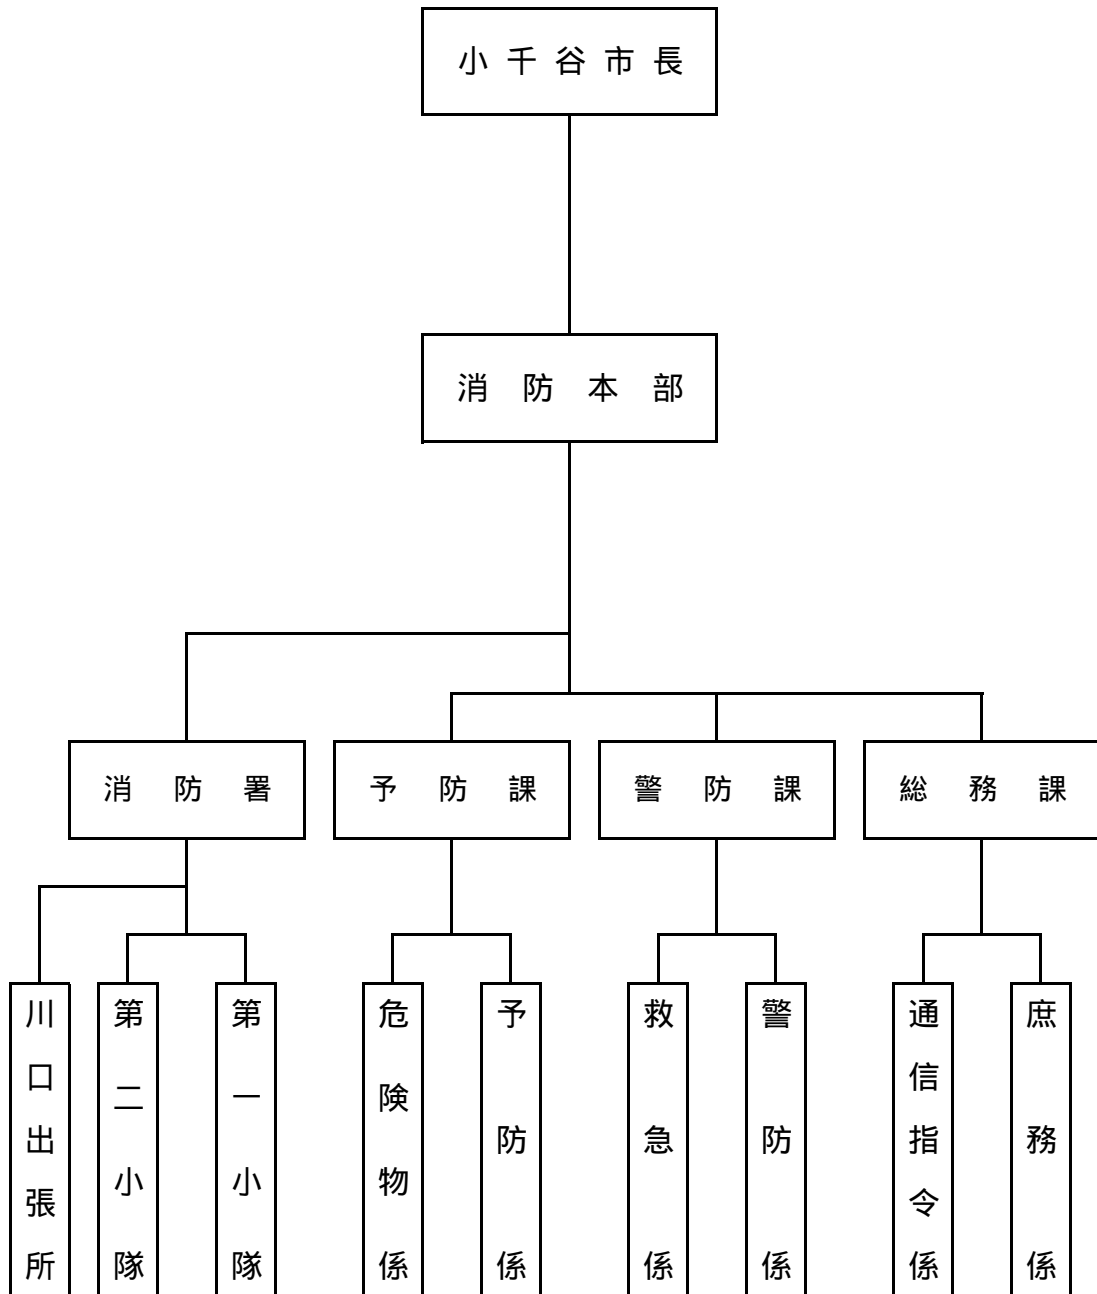 小千谷市長
消防本部
消防署
予防課
警防課
総務課
川口出張所
第二小隊
第一小隊
危険物係
予防係
救急係
警防係
通信指令係
庶務係